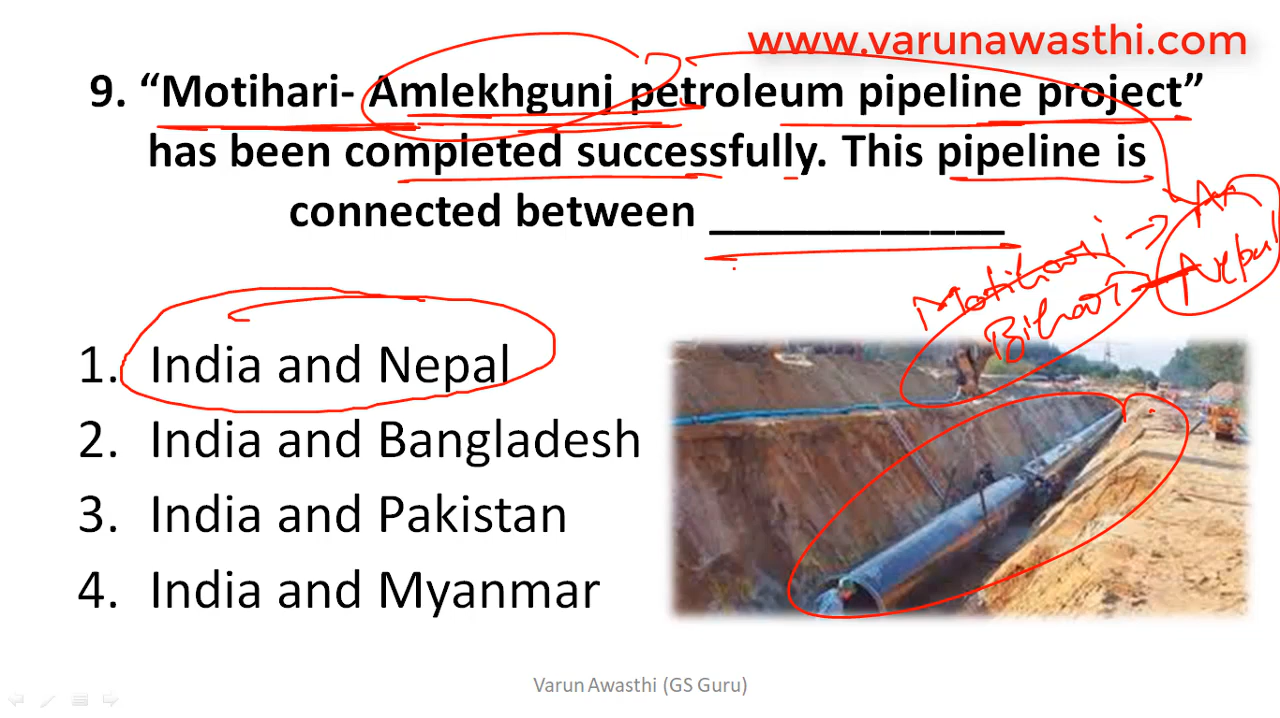 www.varunawasthi.com
9. “Motihari- Amlekhgunj petroleum pipeline project”
has been completed successfully. This pipeline is
connected between ____________
Motihari →
Bihar
Nepal
1. India and Nepal
2. India and Bangladesh
3. India and Pakistan
4. India and Myanmar
Varun Awasthi (GS Guru)